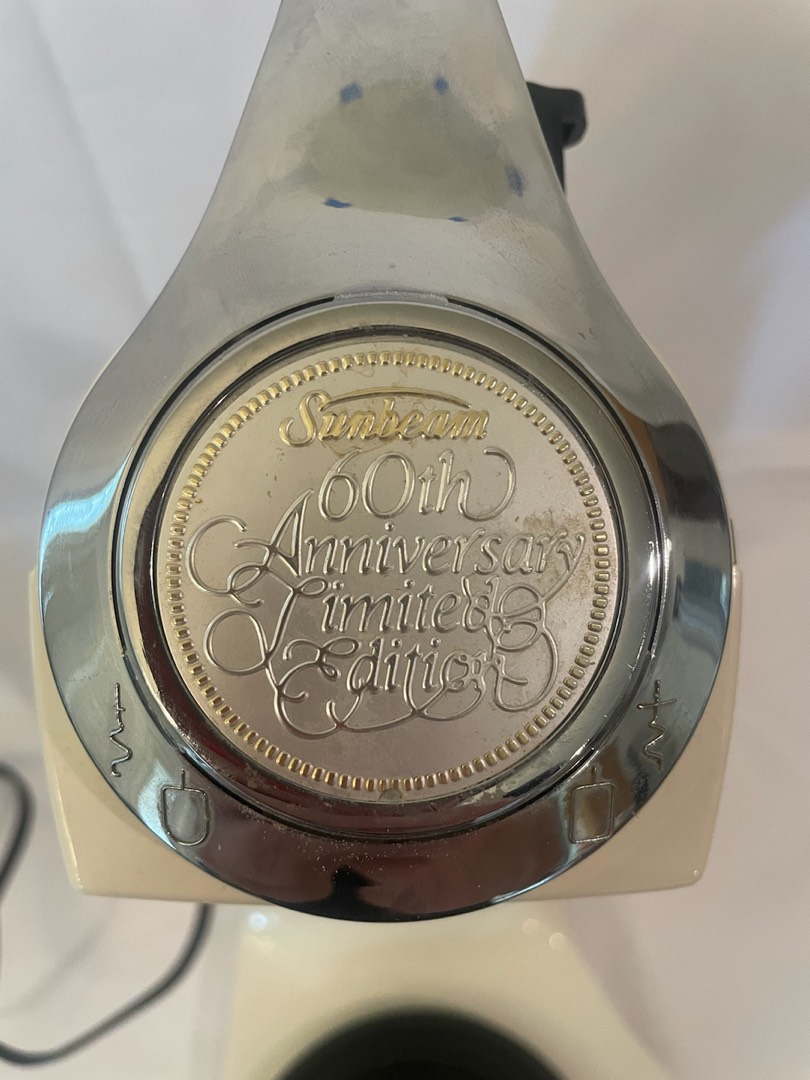 Sunbeam
60th
Anniversary
Limited
Edition